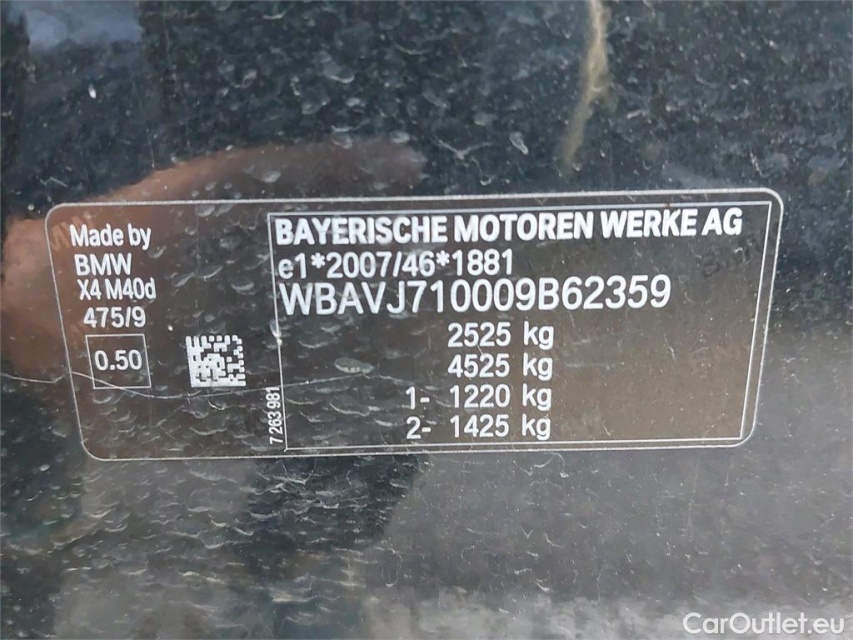 Made by
BMW
X4 M40d
475/9
0.50
7 263 981
BAYERISCHE MOTOREN WERKE AG
e1*2007/46*1881
WBAVJ710009B62359
2525 kg
4525 kg
1- 1220 kg
2- 1425 kg
CarOutlet.eu